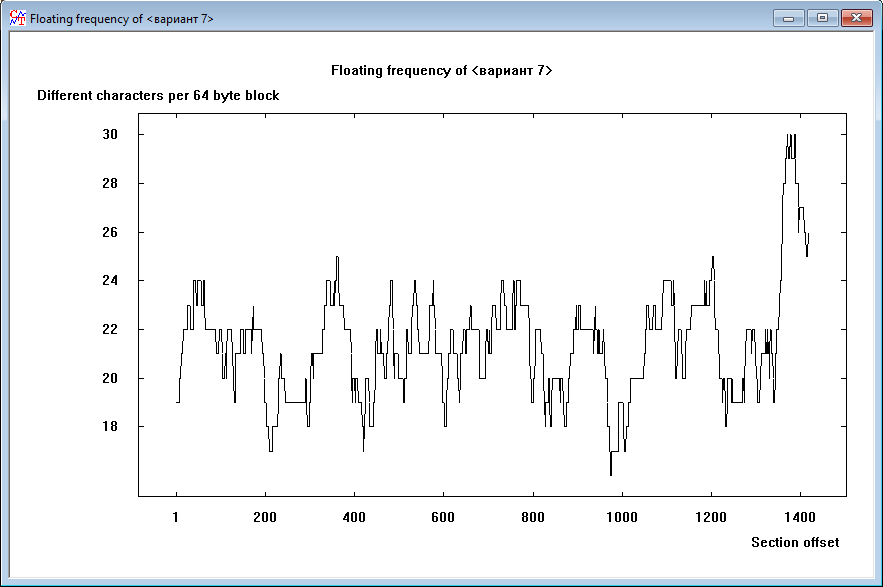 Floating frequency of <вариант 7>
Floating frequency of <вариант 7>
Different characters per 64 byte block
30
28
26
24
22
20
18
1 200 400 600 800 1000 1200 1400
Section offset